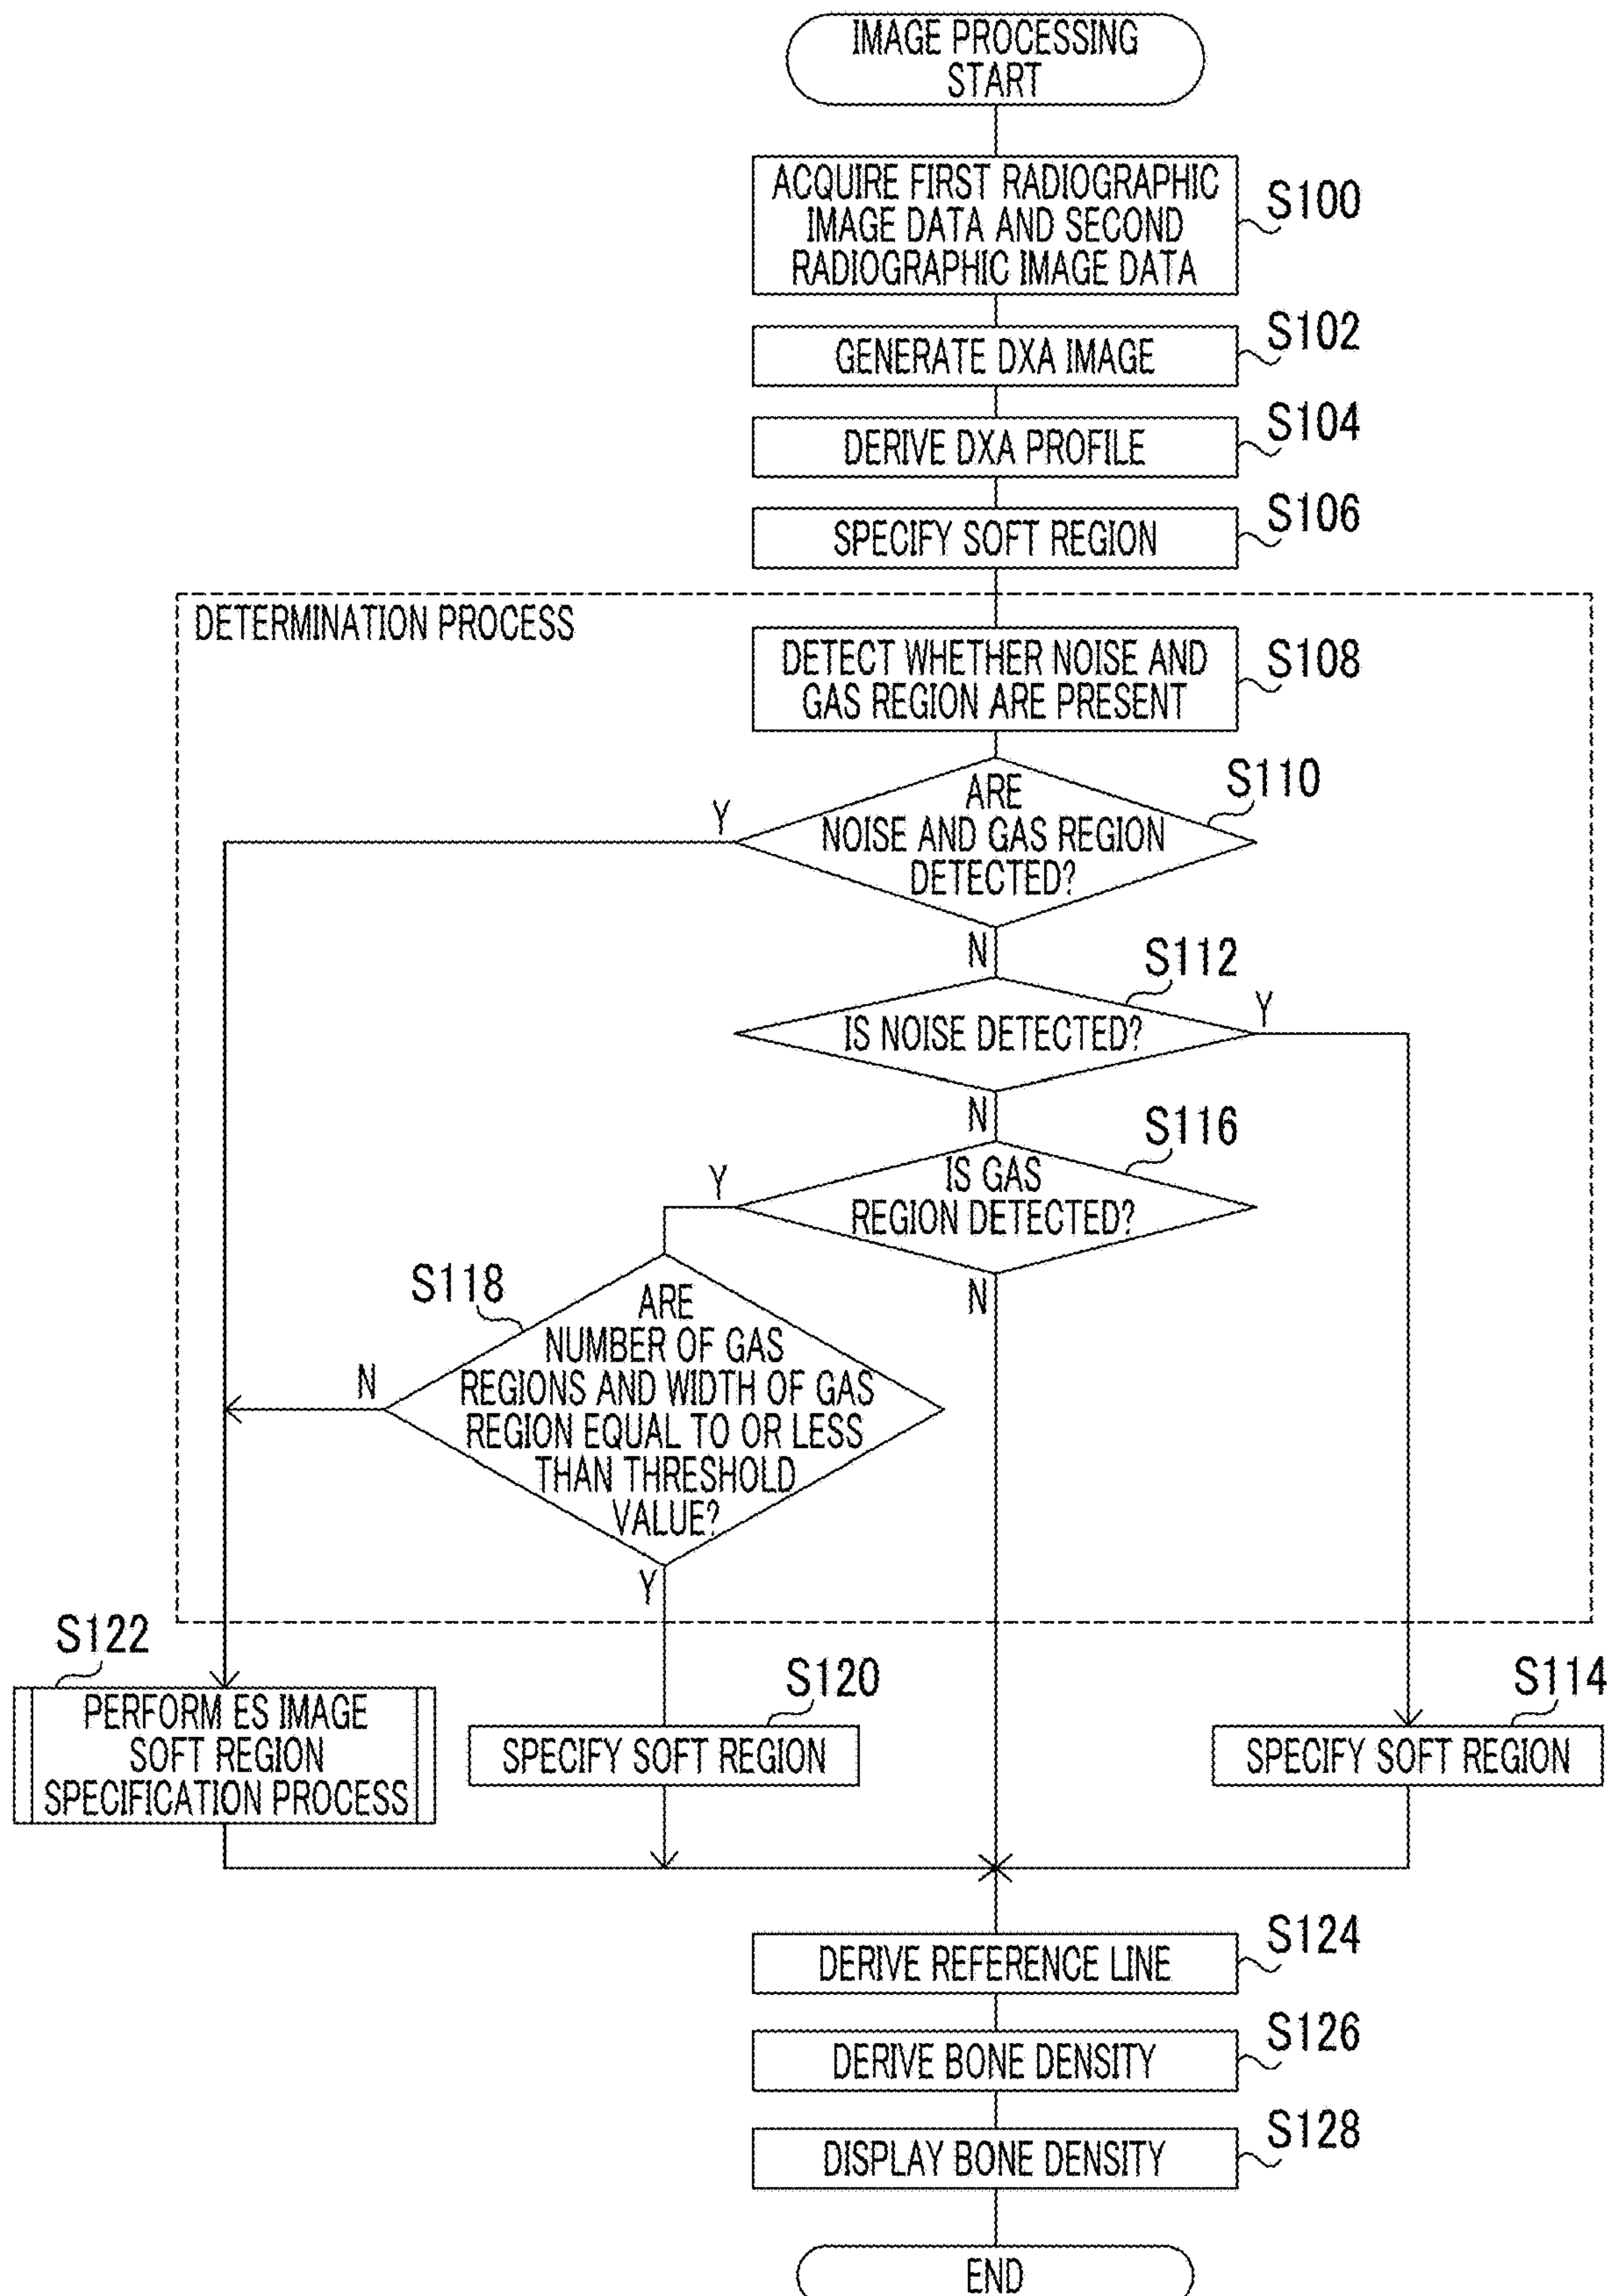 IMAGE PROCESSING
START
ACQUIRE FIRST RADIOGRAPHIC
IMAGE DATA AND SECOND
RADIOGRAPHIC IMAGE DATA
S100
GENERATE DXA IMAGE
S102
DERIVE DXA PROFILE
S104
SPECIFY SOFT REGION
S106
DETERMINATION PROCESS
DETECT WHETHER NOISE AND
GAS REGION ARE PRESENT
S108
ARE
NOISE AND GAS REGION
DETECTED?
S110
Y
N
IS NOISE DETECTED?
S112
Y
N
IS GAS
REGION DETECTED?
S116
Y
N
S118
ARE
NUMBER OF GAS
REGIONS AND WIDTH OF GAS
REGION EQUAL TO OR LESS
THAN THRESHOLD
VALUE?
N
Y
S122
PERFORM ES IMAGE
SOFT REGION
SPECIFICATION PROCESS
S120
SPECIFY SOFT REGION
S114
SPECIFY SOFT REGION
DERIVE REFERENCE LINE
S124
DERIVE BONE DENSITY
S126
DISPLAY BONE DENSITY
S128
END